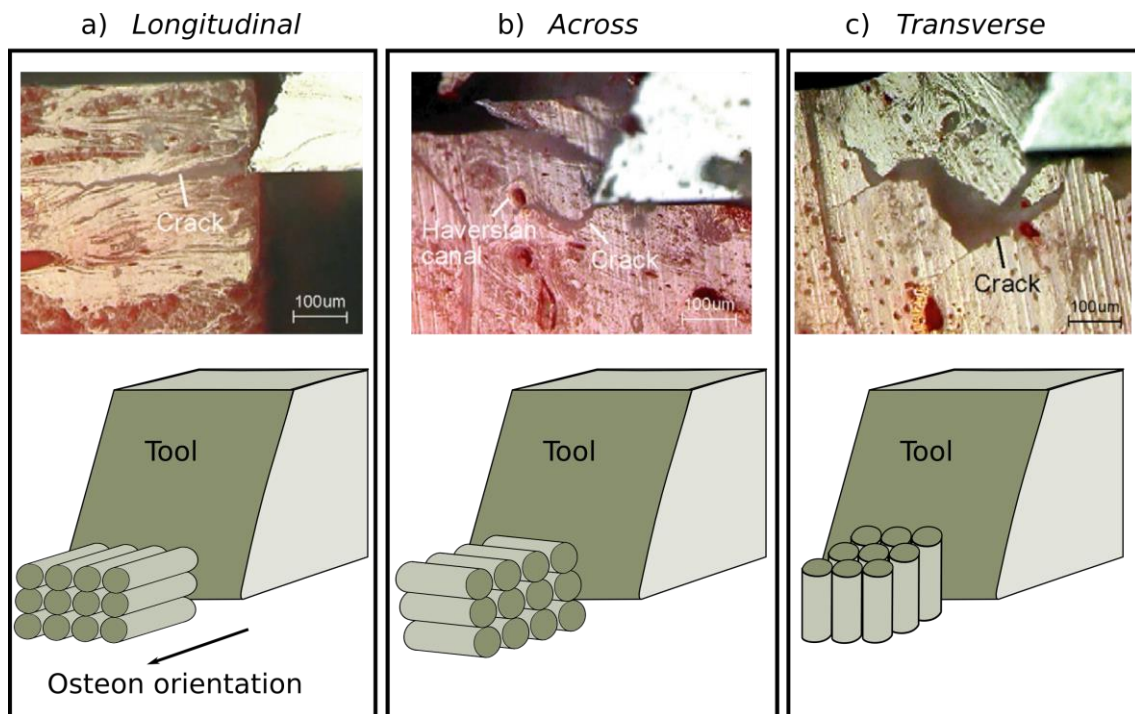 a) Longitudinal
b) Across
c) Transverse
Crack
100um
Haversian
canal
Crack
100um
Crack
100um
Tool
Tool
Tool
Osteon orientation